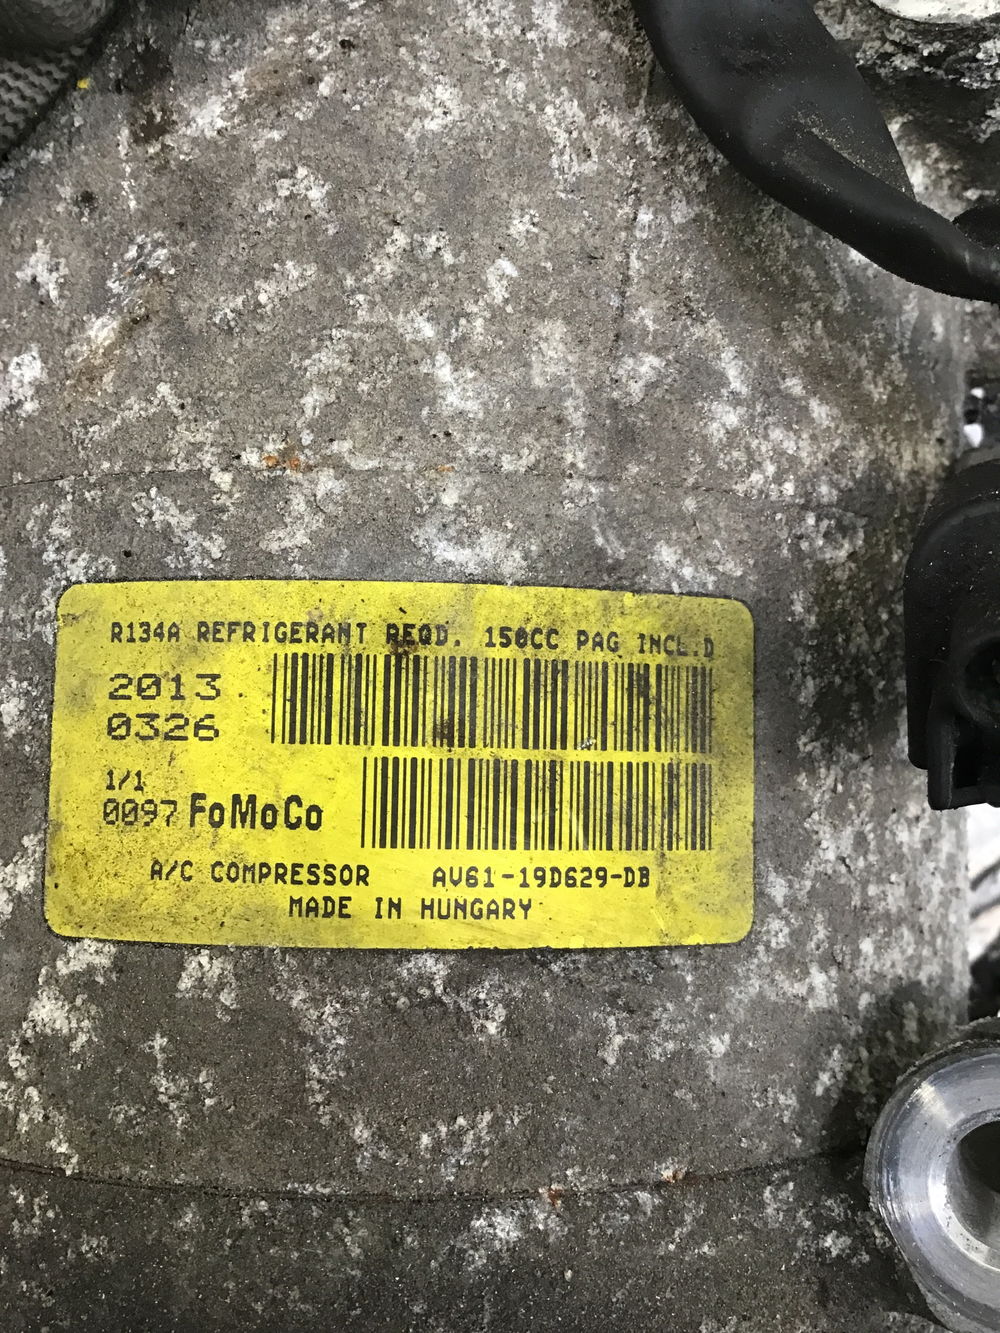 R134A REFRIGERANT REQD. 150CC PAG INCL.D
2013
0326
1/1
0097 FoMoCo
A/C COMPRESSOR AV61-19D629-DB
MADE IN HUNGARY